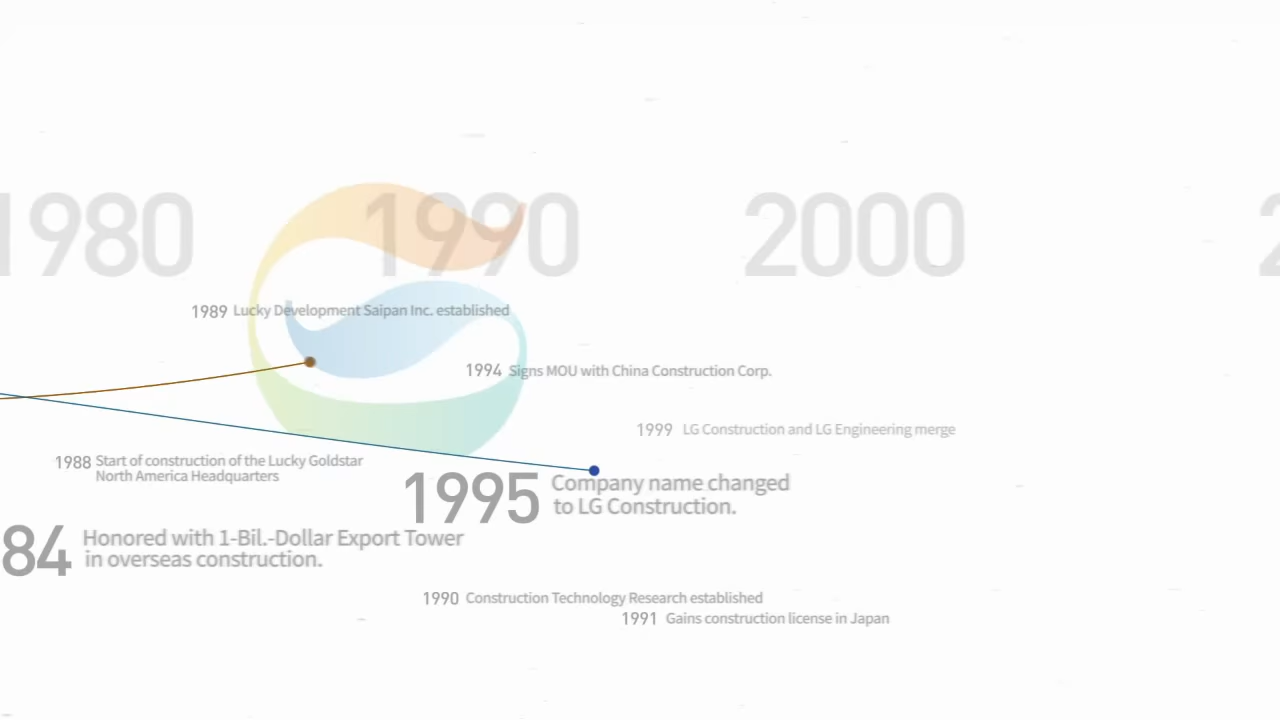 1980
1990
2000
1989 Lucky Development Saipan Inc. established
1994 Signs MOU with China Construction Corp.
1999 LG Construction and LG Engineering merge
1988 Start of construction of the Lucky Goldstar
North America Headquarters
1995 Company name changed
to LG Construction.
84 Honored with 1-Bil.-Dollar Export Tower
in overseas construction.
1990 Construction Technology Research established
1991 Gains construction license in Japan